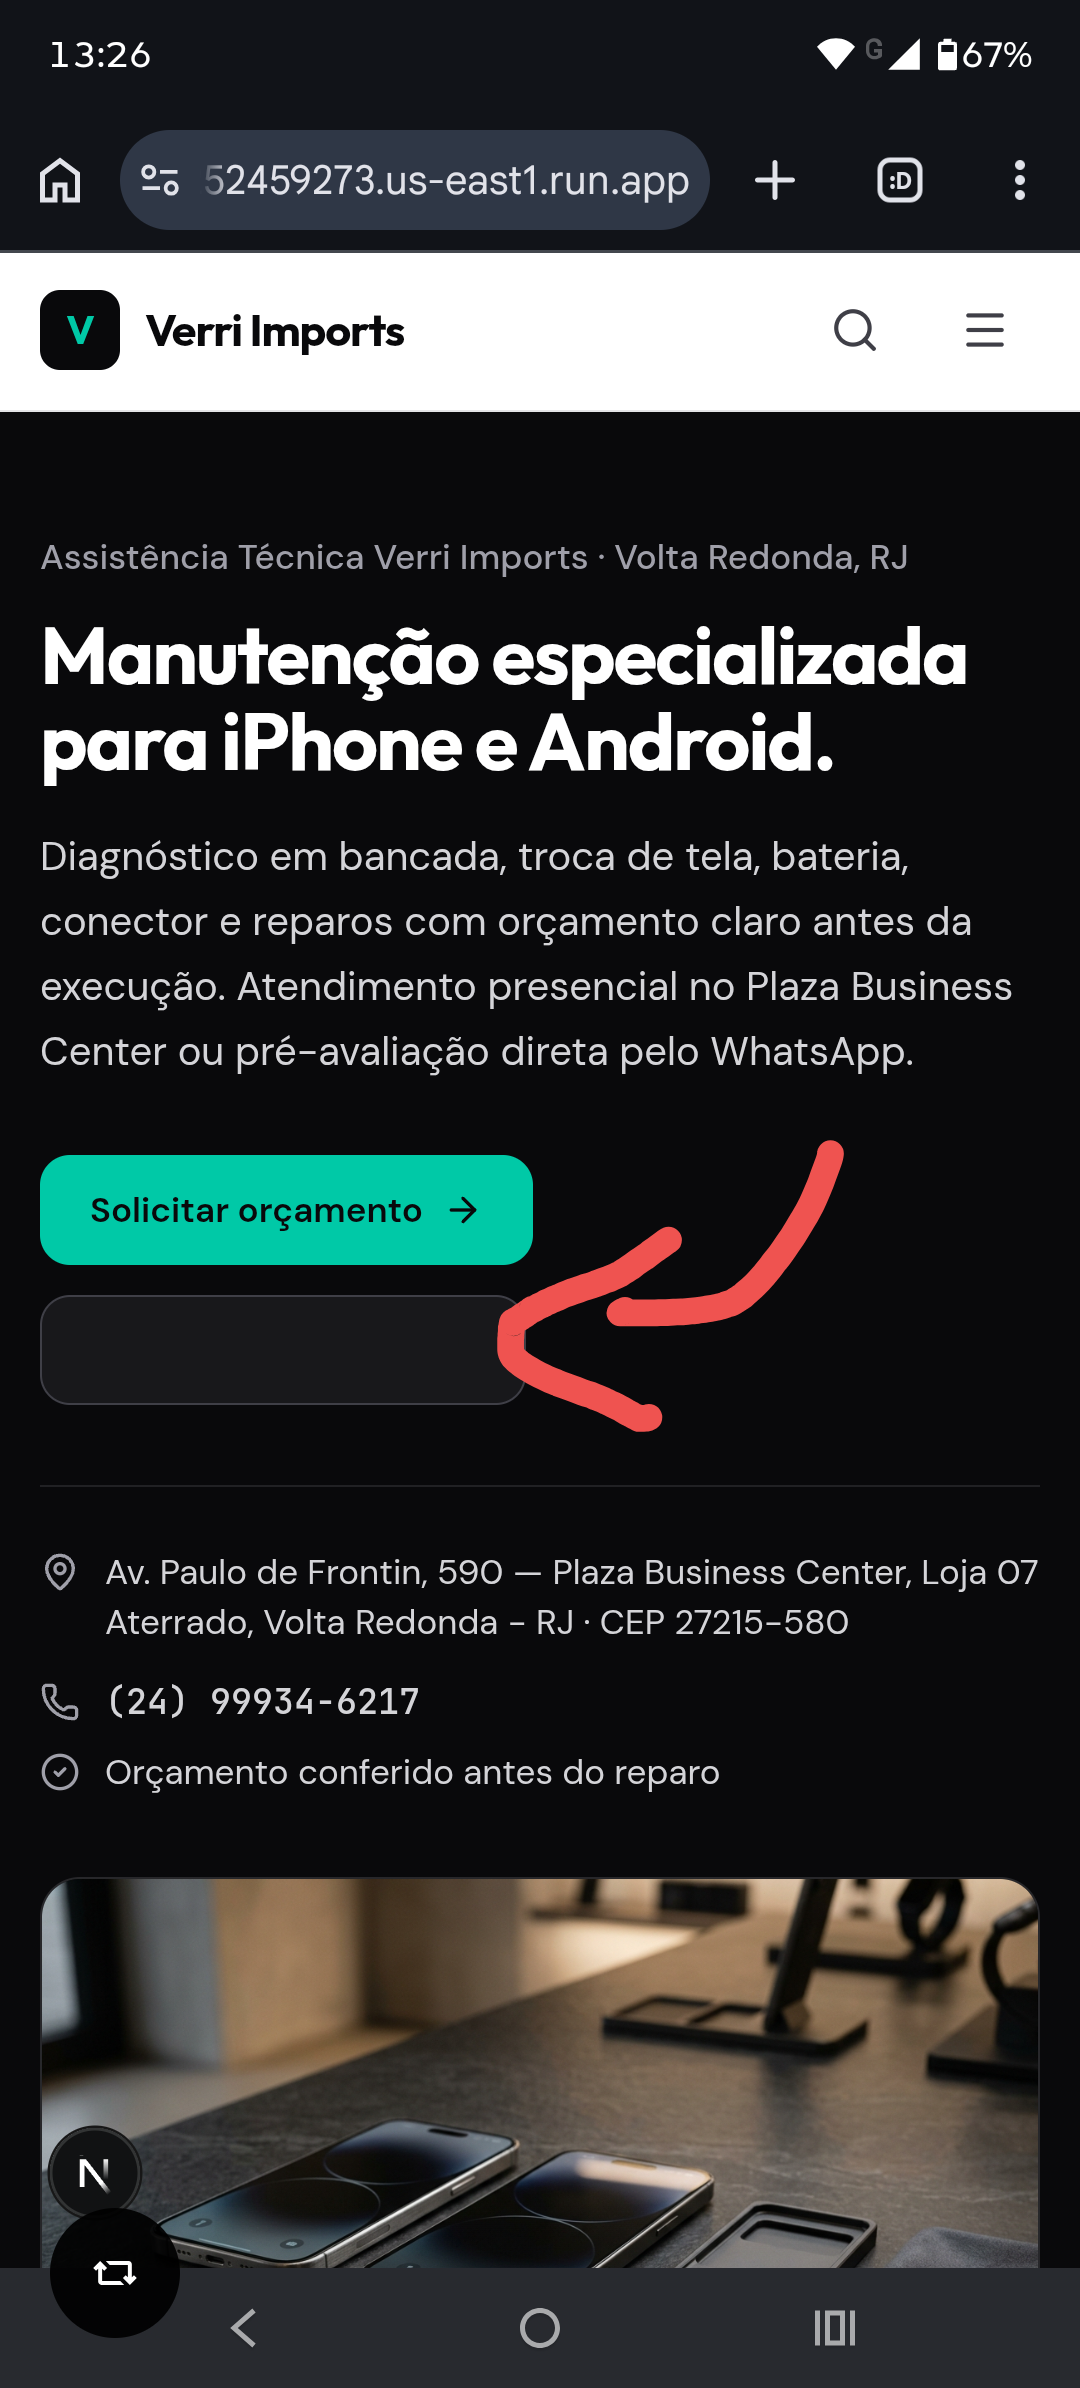 13:26
G
67%
52459273.us-east1.run.app
:D
V
Verri Imports
Assistência Técnica Verri Imports · Volta Redonda, RJ
Manutenção especializada
para iPhone e Android.
Diagnóstico em bancada, troca de tela, bateria,
conector e reparos com orçamento claro antes da
execução. Atendimento presencial no Plaza Business
Center ou pré-avaliação direta pelo WhatsApp.
Solicitar orçamento →
Av. Paulo de Frontin, 590 — Plaza Business Center, Loja 07
Aterrado, Volta Redonda - RJ · CEP 27215-580
(24) 99934-6217
Orçamento conferido antes do reparo
N